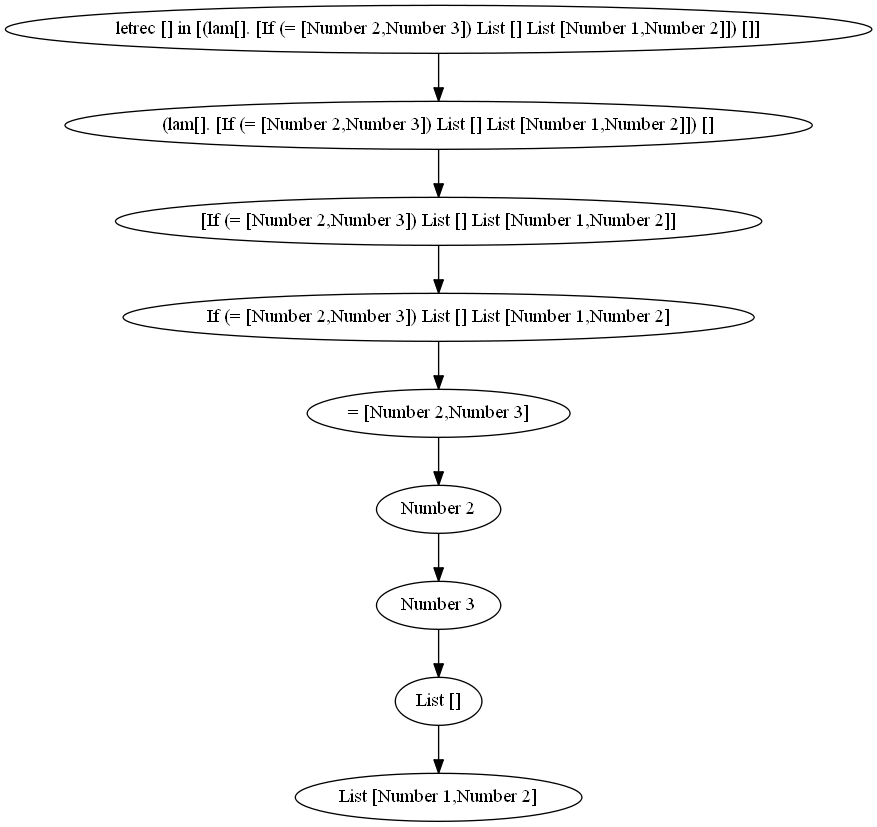 letrec [] in [(lam[]. [If (= [Number 2,Number 3]) List [] List [Number 1,Number 2]]) []]
(lam[]. [If (= [Number 2,Number 3]) List [] List [Number 1,Number 2]]) []
[If (= [Number 2,Number 3]) List [] List [Number 1,Number 2]]
If (= [Number 2,Number 3]) List [] List [Number 1,Number 2]
= [Number 2,Number 3]
Number 2
Number 3
List []
List [Number 1,Number 2]